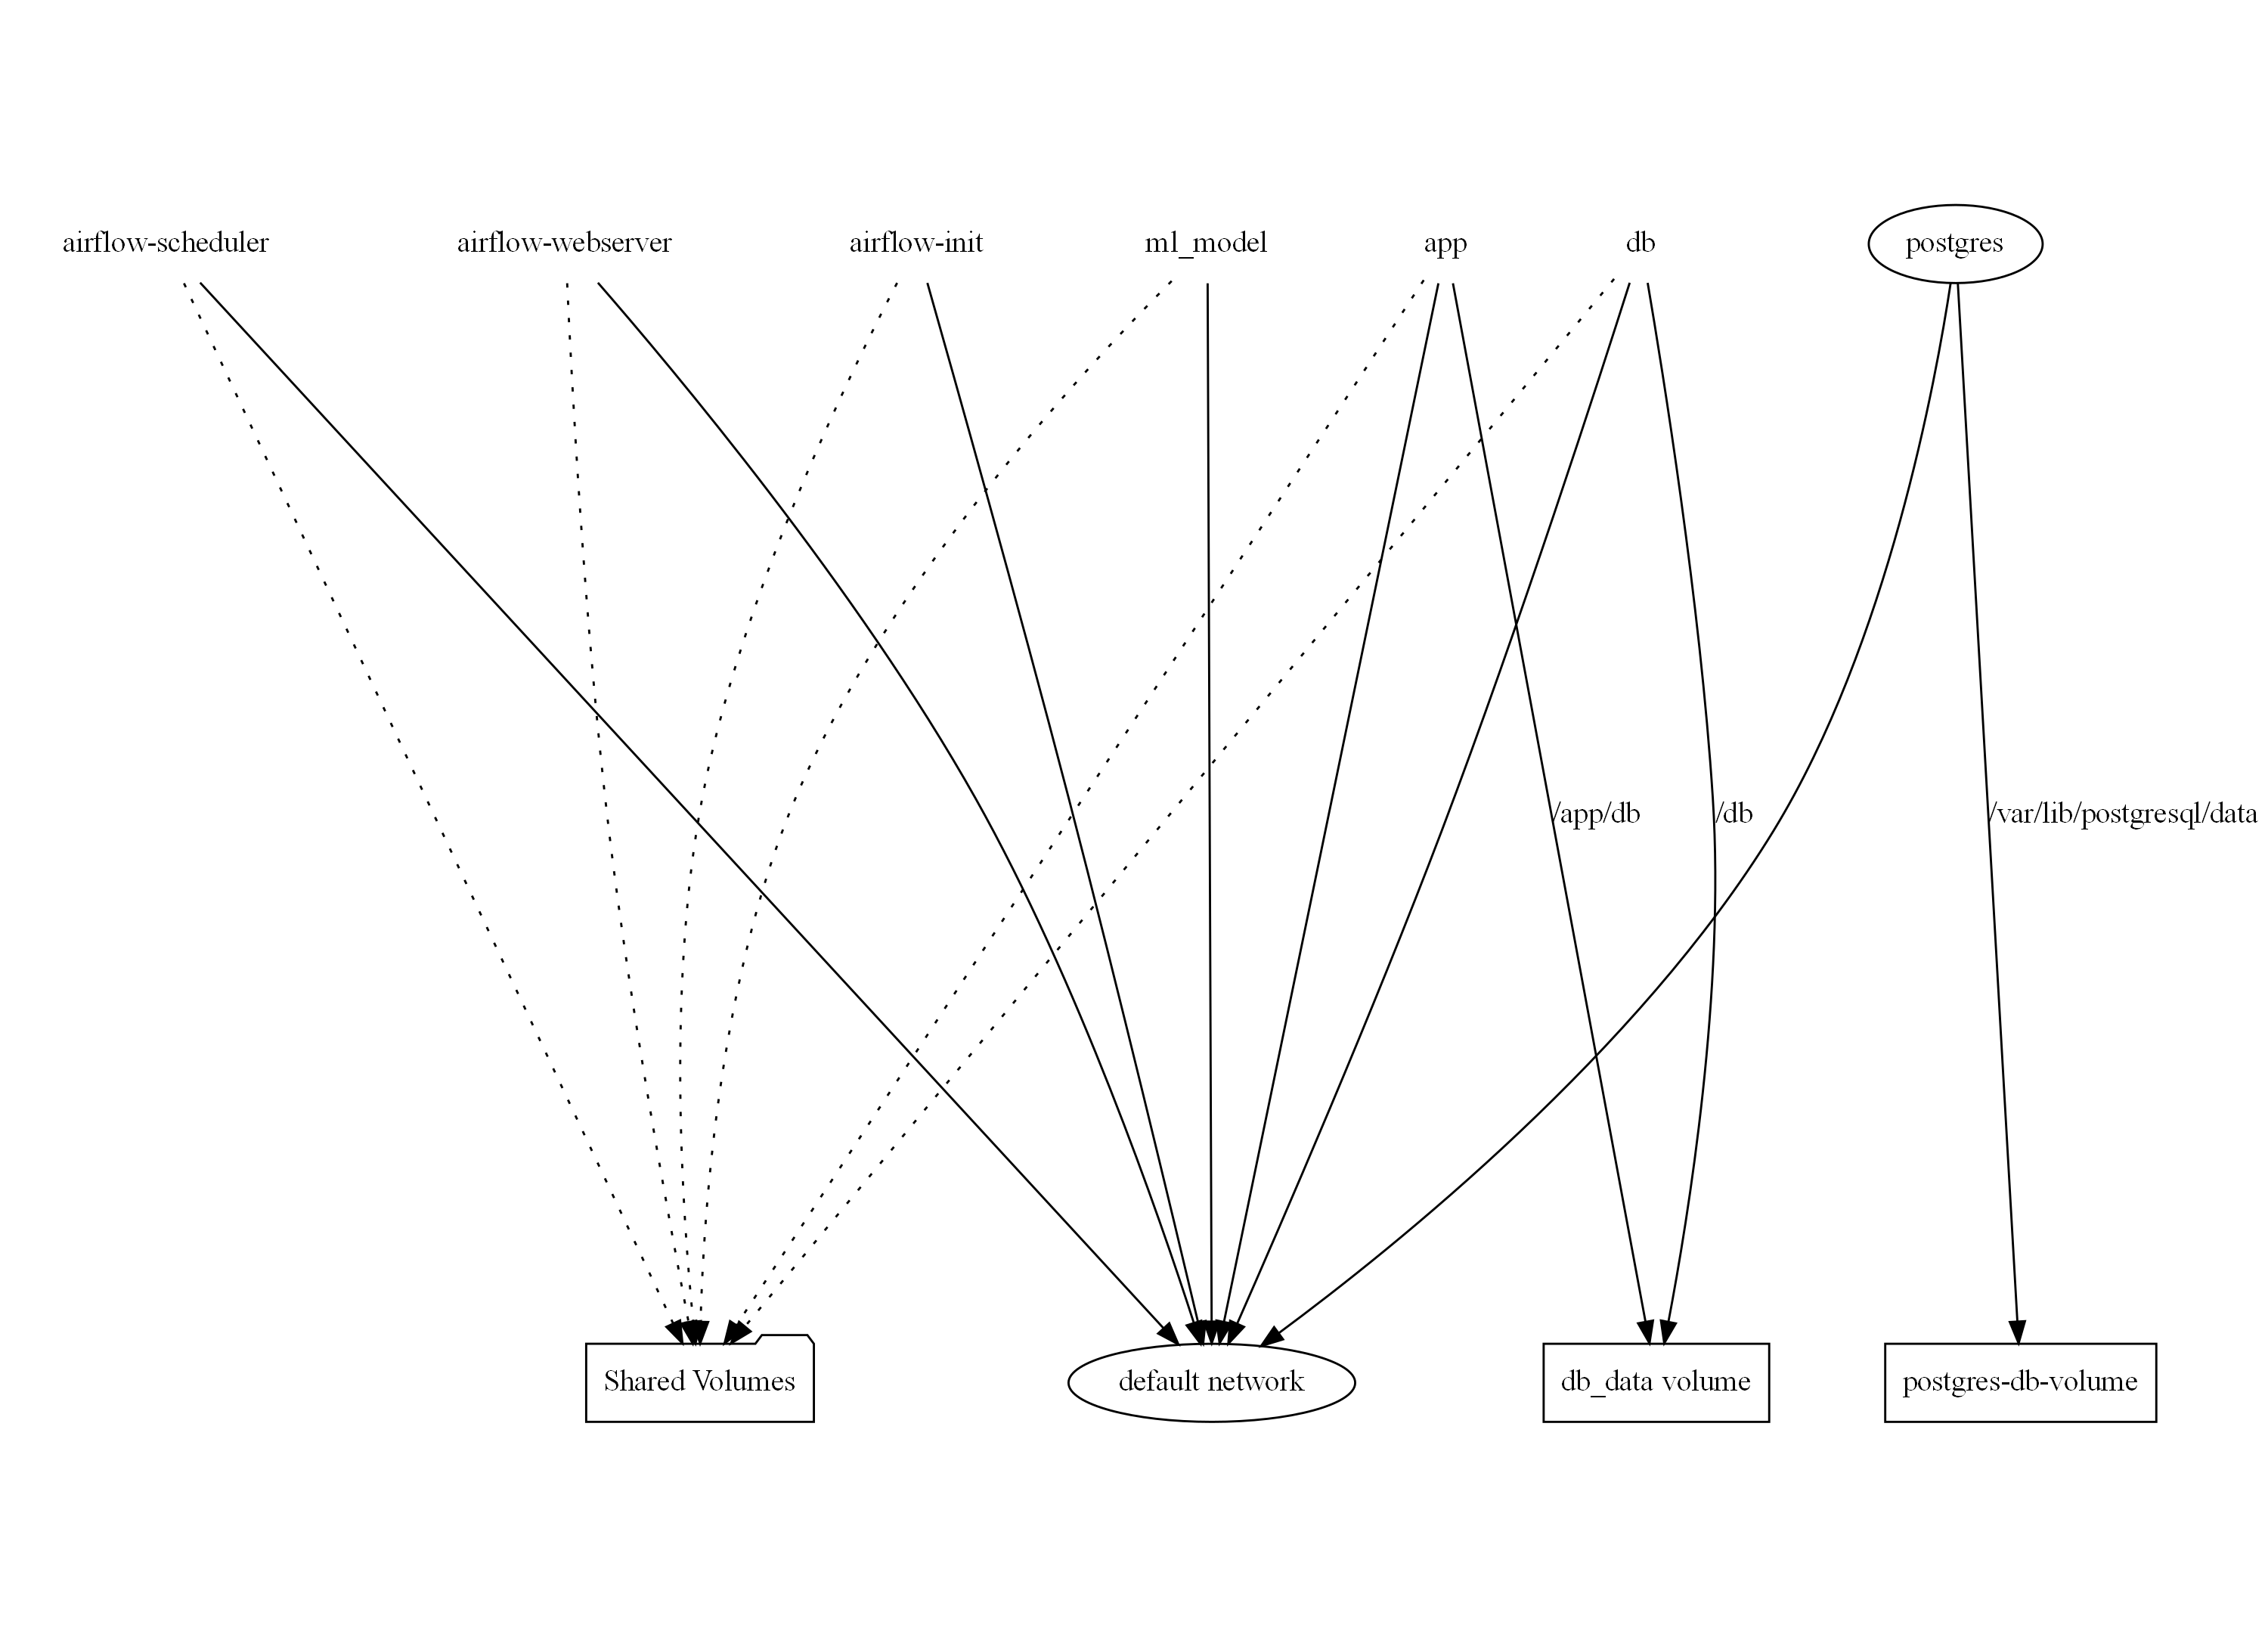 airflow-scheduler
airflow-webserver
airflow-init
ml_model
app
db
postgres
/app/db
/db
/var/lib/postgresql/data
Shared Volumes
default network
db_data volume
postgres-db-volume